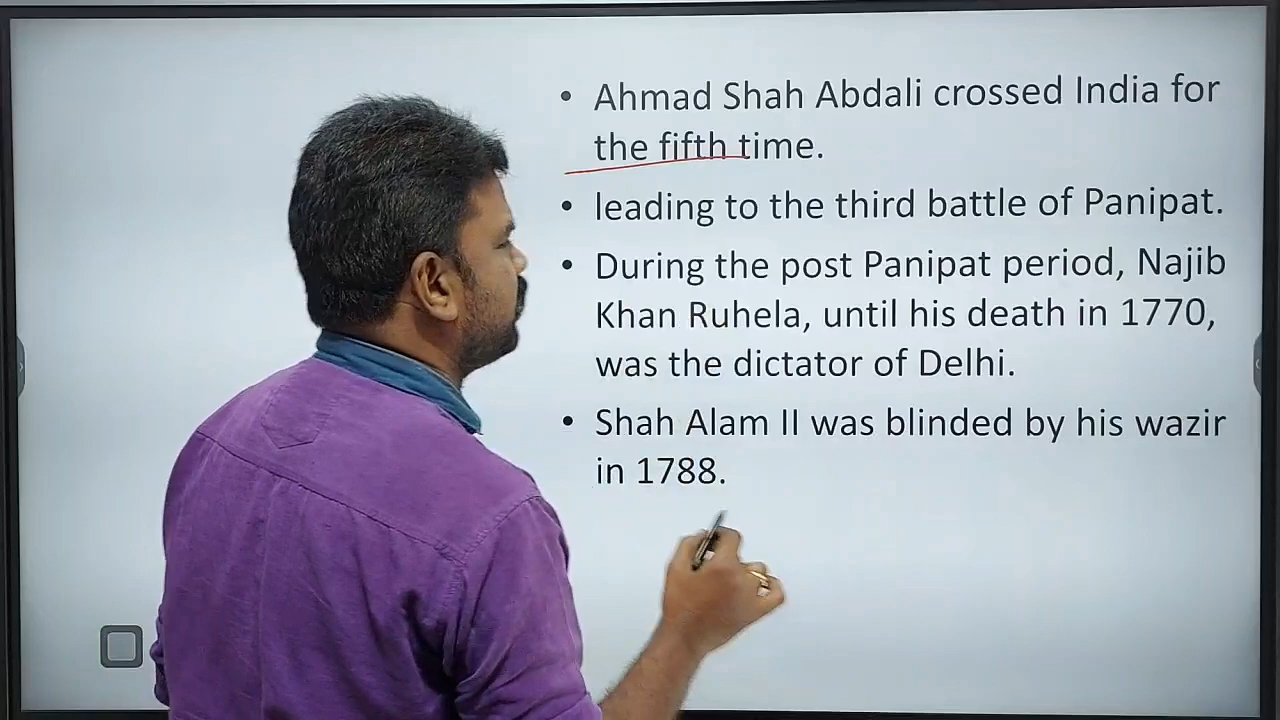 • Ahmad Shah Abdali crossed India for
the fifth time.
• leading to the third battle of Panipat.
• During the post Panipat period, Najib
Khan Ruhela, until his death in 1770,
was the dictator of Delhi.
• Shah Alam II was blinded by his wazir
in 1788.